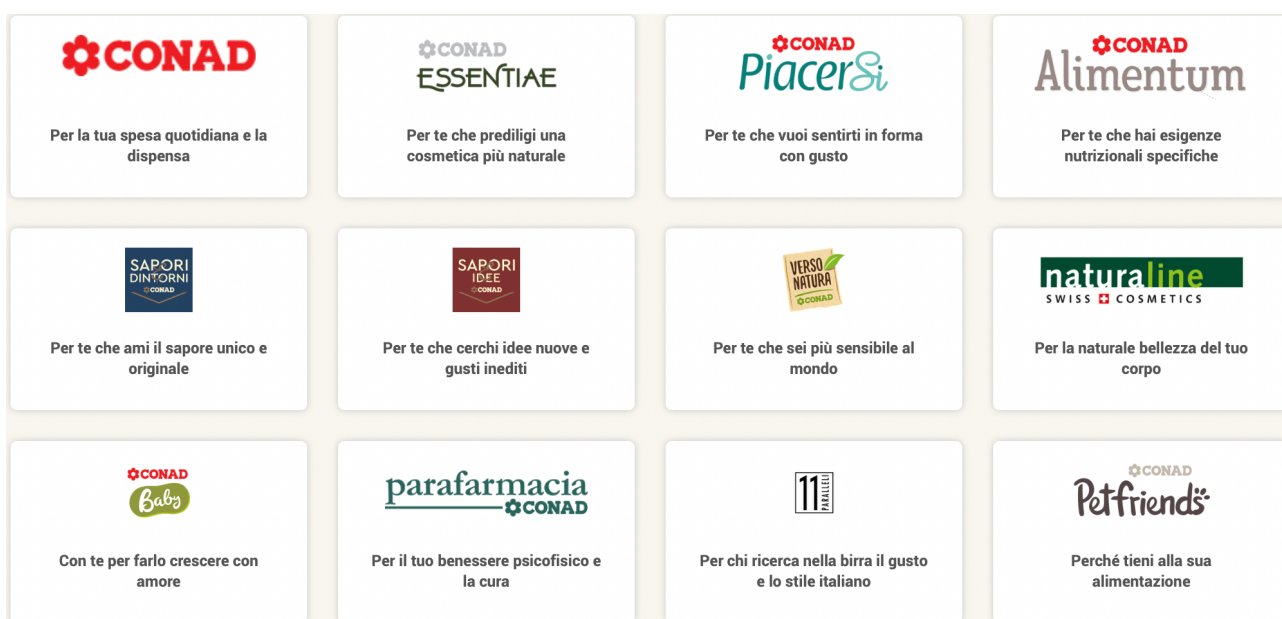 CONAD
Per la tua spesa quotidiana e la
dispensa
CONAD
ESSENTIAE
Per te che prediligi una
cosmetica più naturale
CONAD
PiacerSi
Per te che vuoi sentirti in forma
con gusto
CONAD
Alimentum
Per te che hai esigenze
nutrizionali specifiche
SAPORI
&
DINTORNI
CONAD
Per te che ami il sapore unico e
originale
SAPORI
&
IDEE
CONAD
Per te che cerchi idee nuove e
gusti inediti
VERSO
NATURA
CONAD
Per te che sei più sensibile al
mondo
naturaline
SWISS COSMETICS
Per la naturale bellezza del tuo
corpo
CONAD
Baby
Con te per farlo crescere con
amore
parafarmacia
CONAD
Per il tuo benessere psicofisico e
la cura
11
PARALLELI
Per chi ricerca nella birra il gusto
e lo stile italiano
CONAD
Petfriends
Perché tieni alla sua
alimentazione